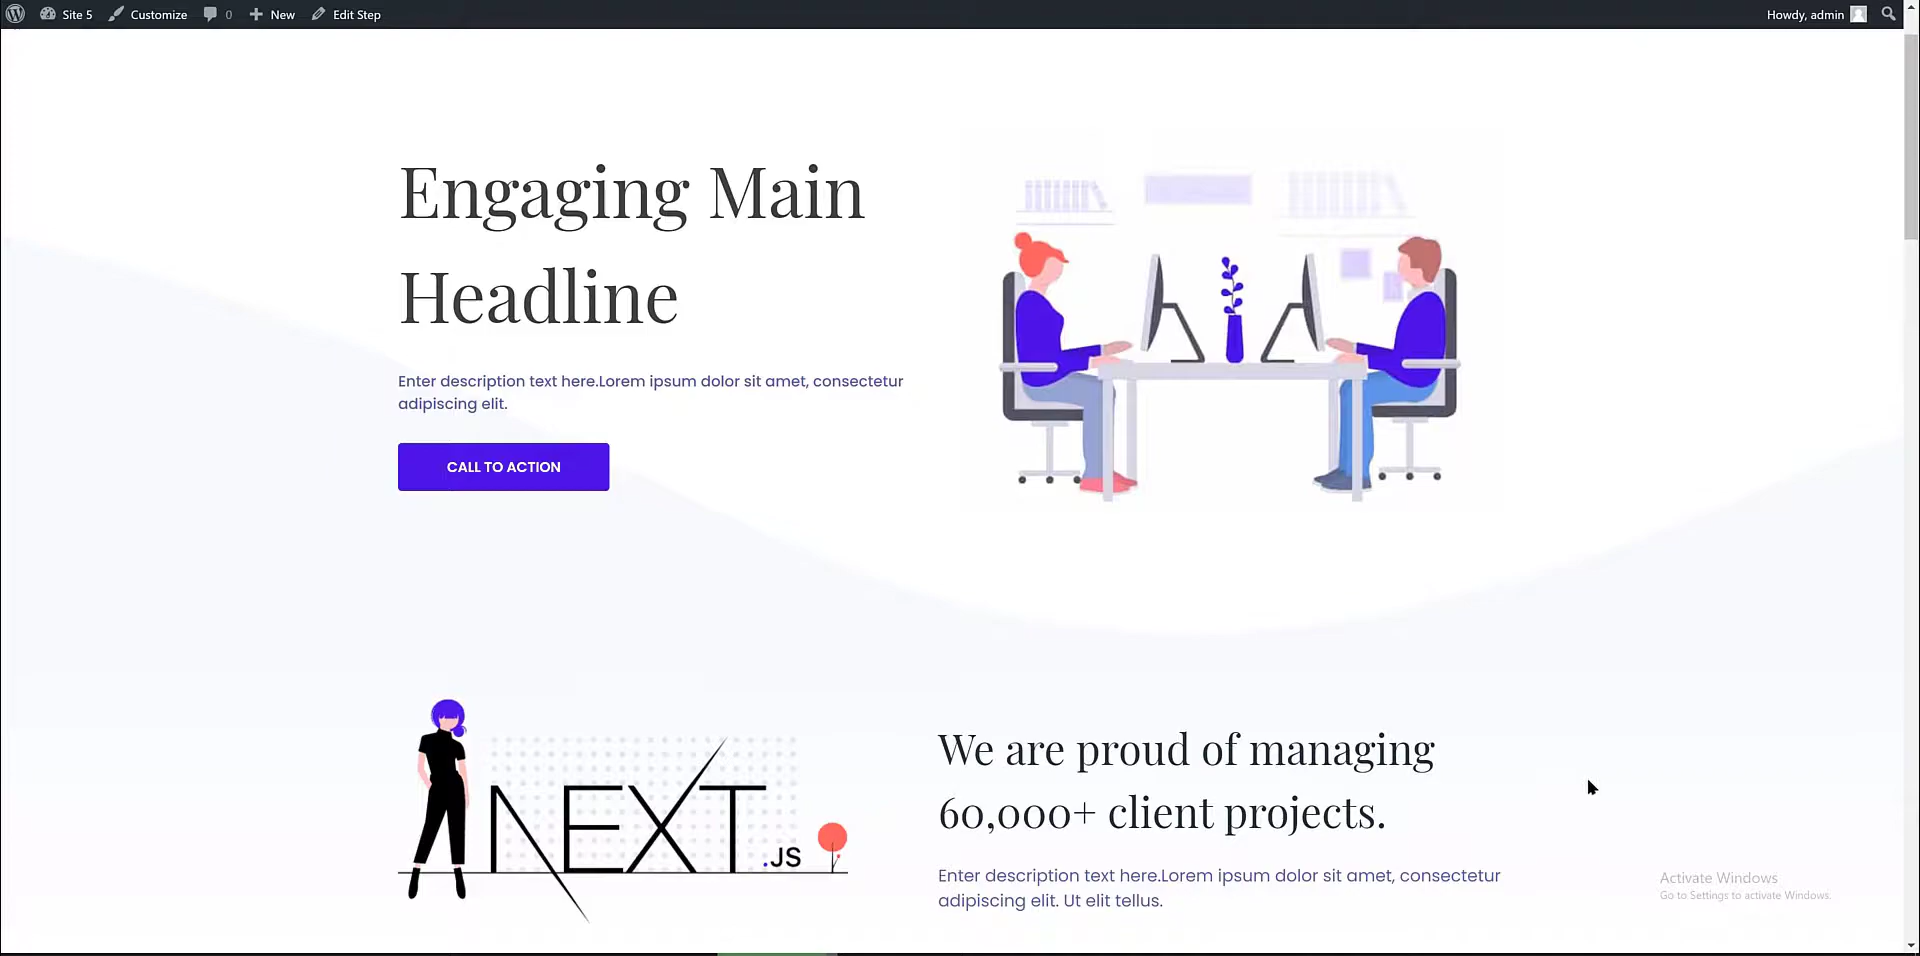 Site 5 Customize 0 New Edit Step Howdy, admin
Engaging Main
Headline
Enter description text here.Lorem ipsum dolor sit amet, consectetur
adipiscing elit.
CALL TO ACTION
NEXT.JS
We are proud of managing
60,000+ client projects.
Enter description text here.Lorem ipsum dolor sit amet, consectetur
adipiscing elit. Ut elit tellus.
Activate Windows
Go to Settings to activate Windows.